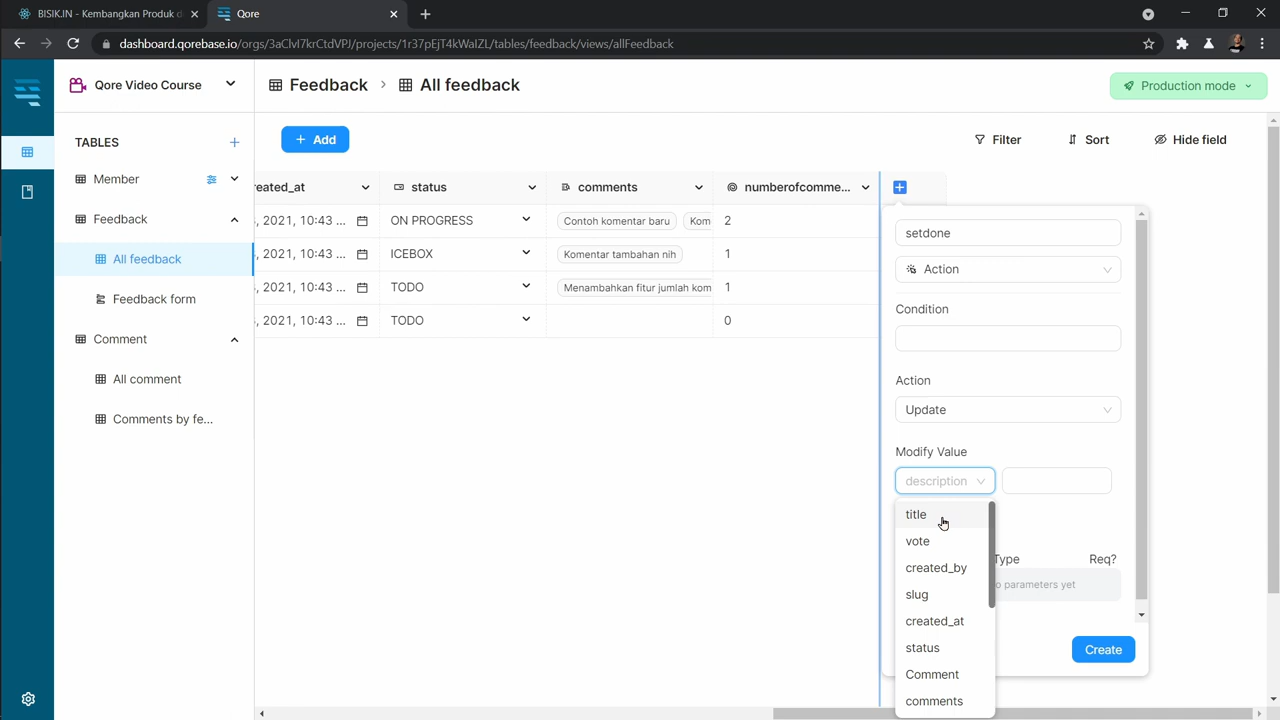 BISIK.IN - Kembangkan Produk d
Qore
dashboard.qorebase.io/orgs/3aClvI7krCtdVPJ/projects/1r37pEjT4kWaIZL/tables/feedback/views/allFeedback
Qore Video Course
Feedback > All feedback
Production mode
TABLES
+ Add
Filter
Sort
Hide field
Member
Feedback
All feedback
Feedback form
Comment
All comment
Comments by fe...
eated_at
status
comments
numberofcomme...
, 2021, 10:43 ...
ON PROGRESS
Contoh komentar baru
Kom
2
, 2021, 10:43 ...
ICEBOX
Komentar tambahan nih
1
, 2021, 10:43 ...
TODO
Menambahkan fitur jumlah kom
1
, 2021, 10:43 ...
TODO
0
setdone
Action
Condition
Action
Update
Modify Value
description
title
vote
created_by
slug
created_at
status
Comment
comments
Type
Req?
o parameters yet
Create